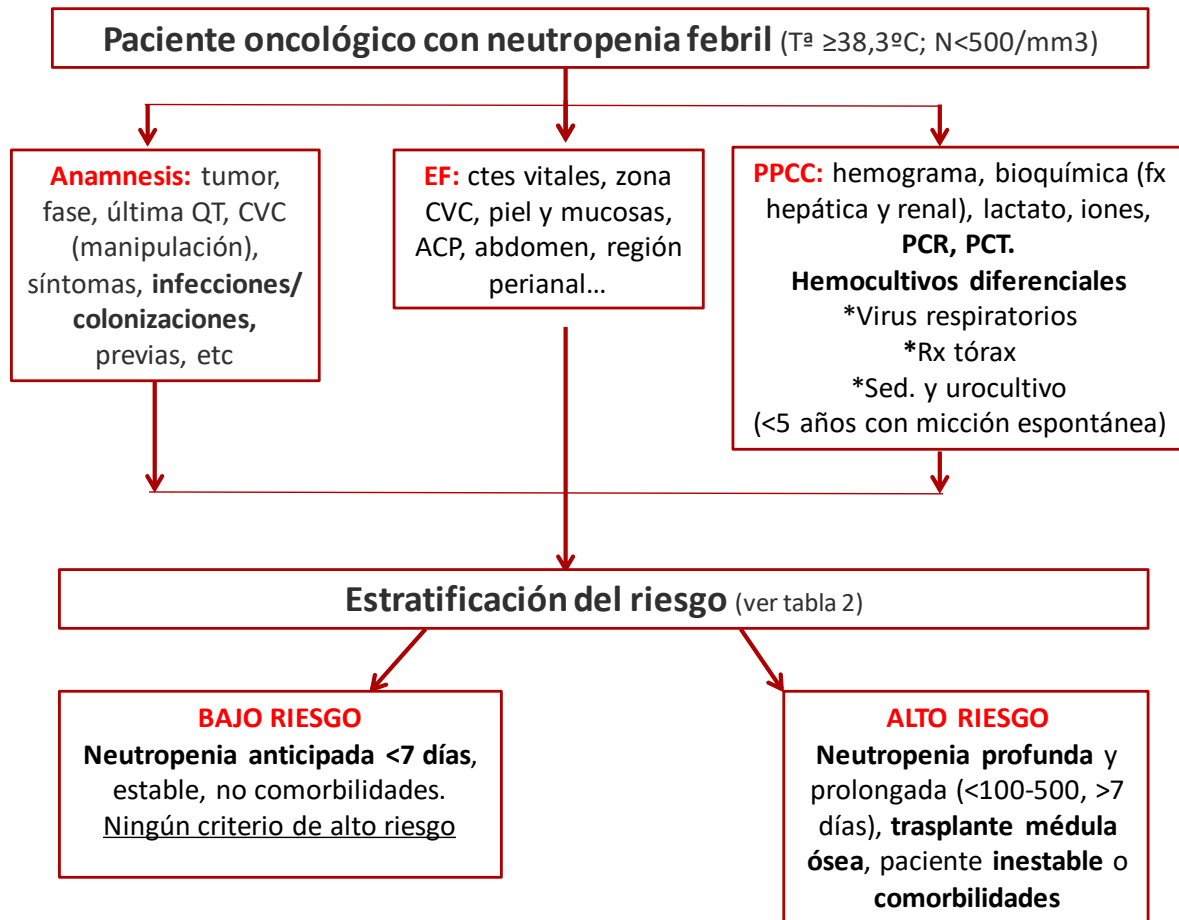 Paciente oncológico con neutropenia febril (Tª ≥38,3ºC; N<500/mm3)
Anamnesis: tumor,
fase, última QT, CVC
(manipulación),
síntomas, infecciones/
colonizaciones,
previas, etc
EF: ctes vitales, zona
CVC, piel y mucosas,
ACP, abdomen, región
perianal...
PPCC: hemograma, bioquímica (fx
hepática y renal), lactato, iones,
PCR, PCT.
Hemocultivos diferenciales
*Virus respiratorios
*Rx tórax
*Sed. y urocultivo
(<5 años con micción espontánea)
Estratificación del riesgo (ver tabla 2)
BAJO RIESGO
Neutropenia anticipada <7 días,
estable, no comorbilidades.
Ningún criterio de alto riesgo
ALTO RIESGO
Neutropenia profunda y
prolongada (<100-500, >7
días), trasplante médula
ósea, paciente inestable o
comorbilidades